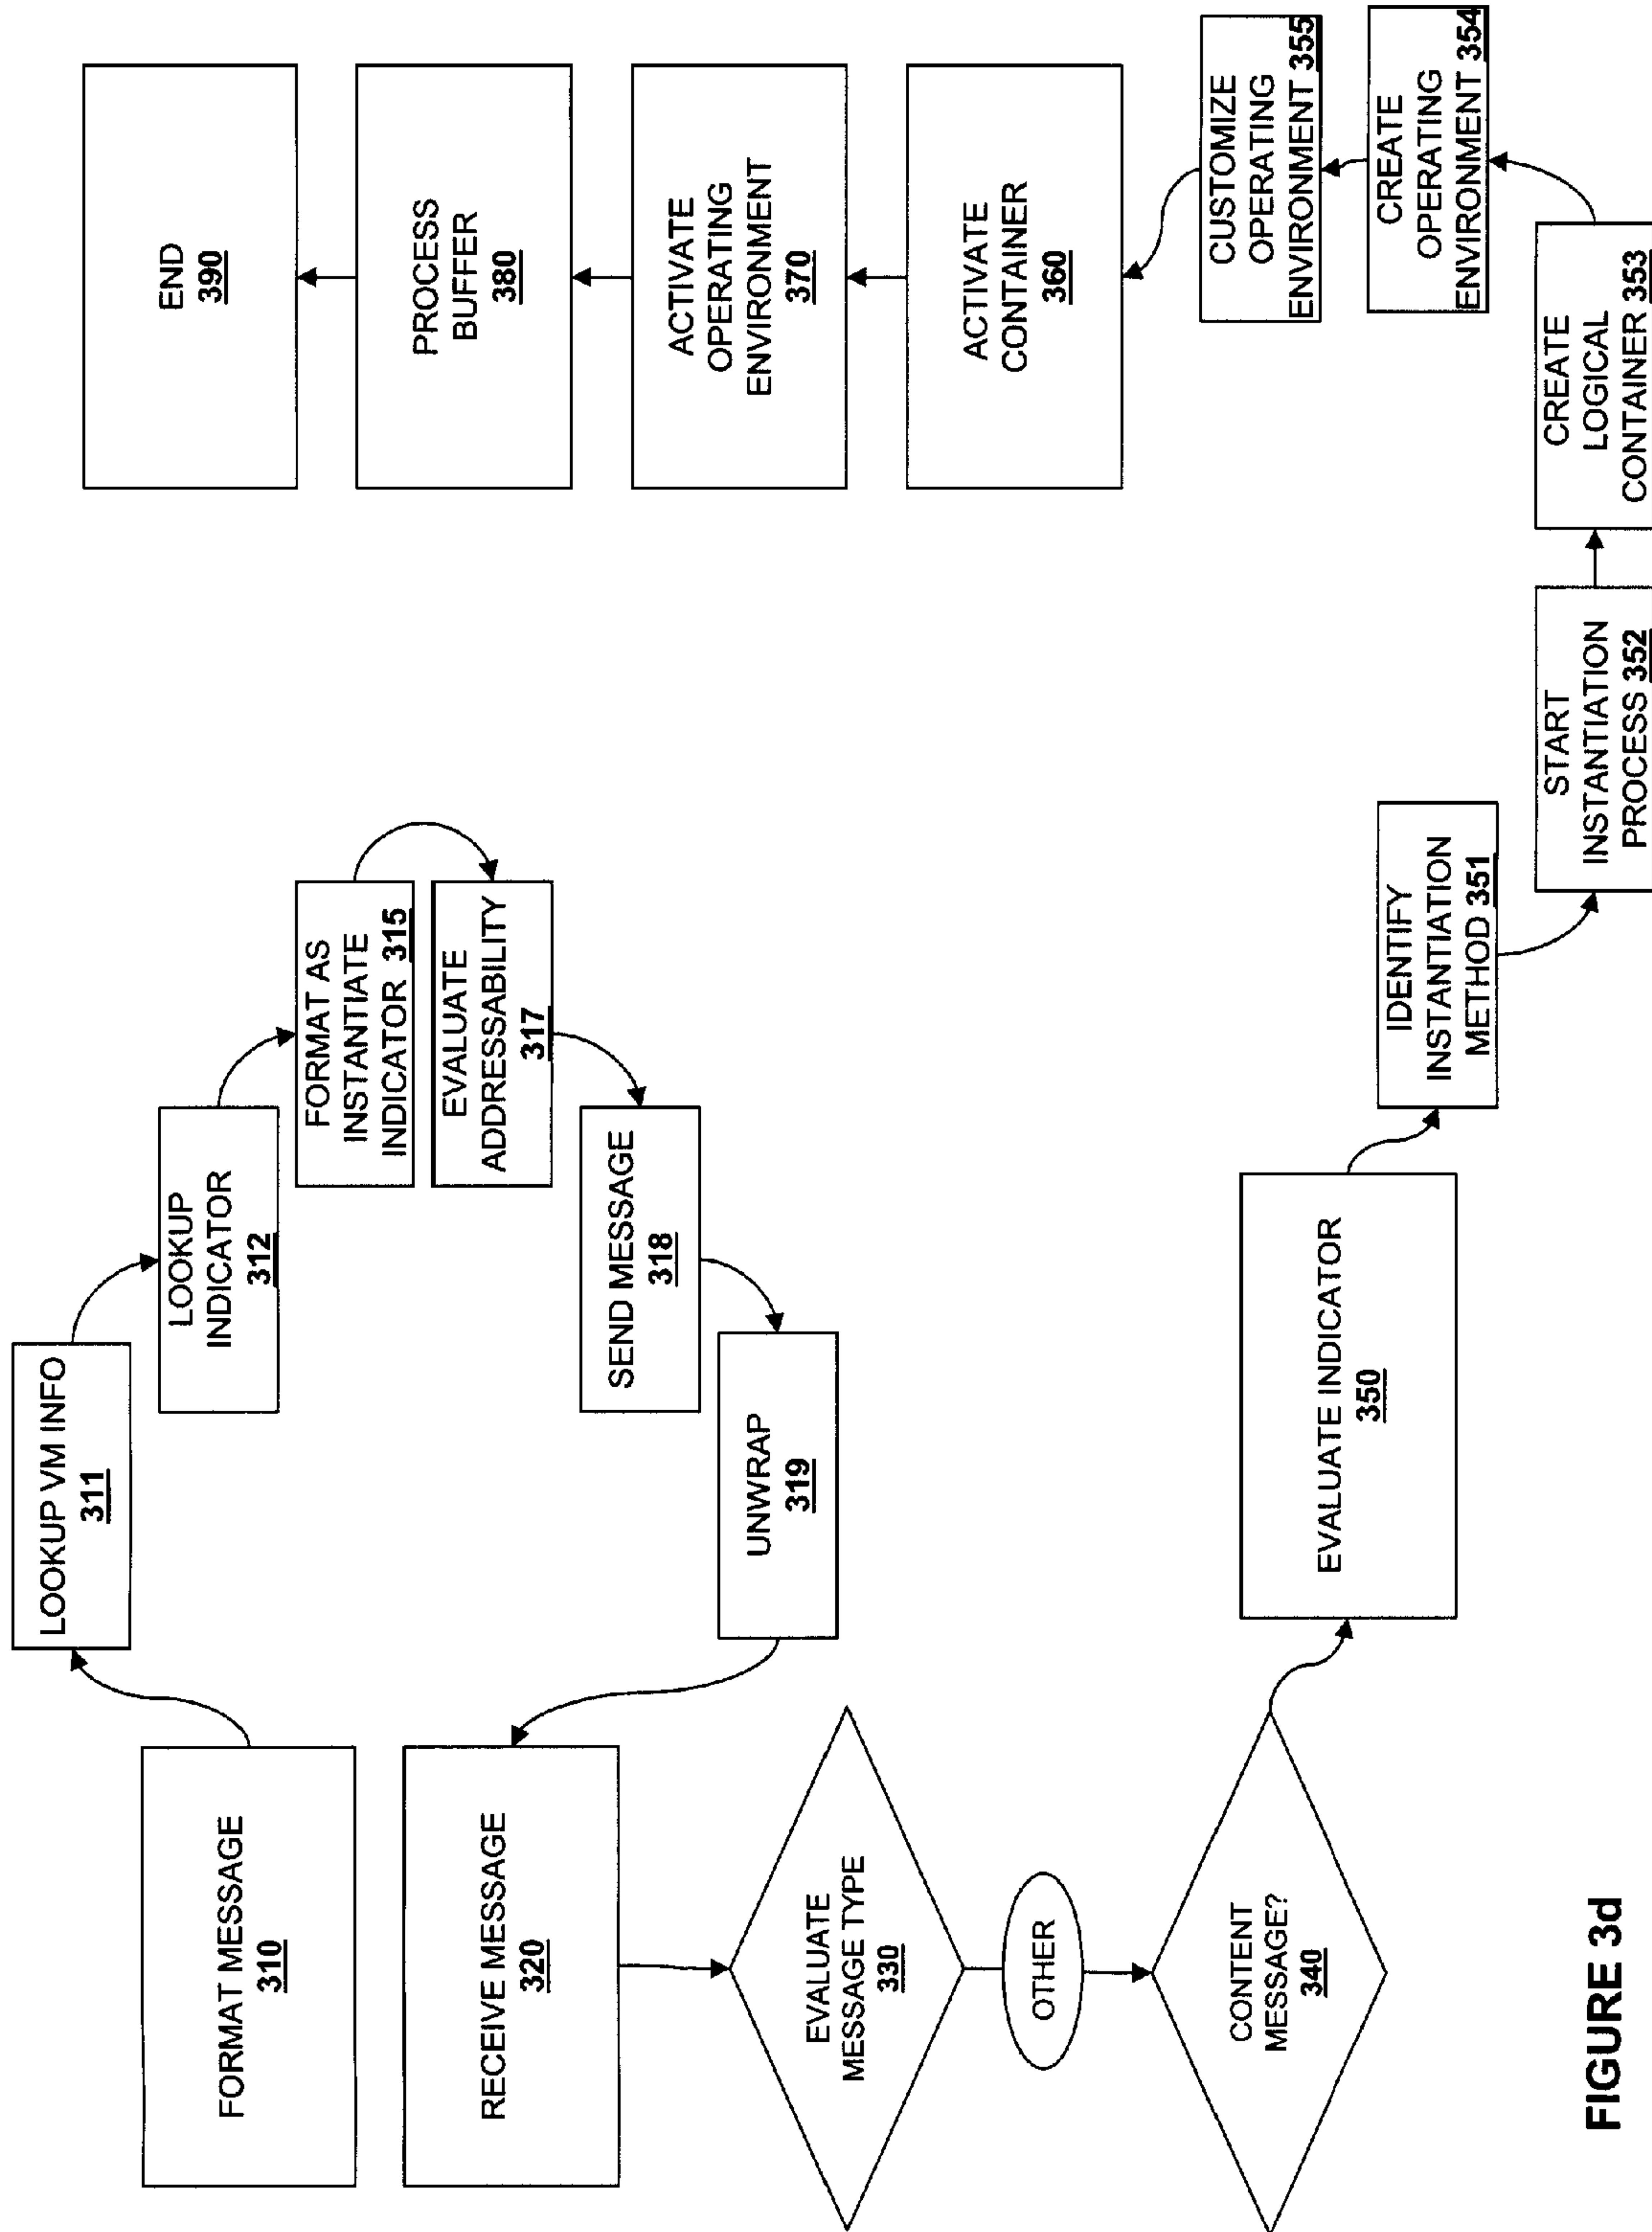 FORMAT MESSAGE
310
LOOKUP VM INFO
311
LOOKUP
INDICATOR
312
FORMAT AS
INSTANTIATE
INDICATOR 315
EVALUATE
ADDRESSABILITY
317
SEND MESSAGE
318
UNWRAP
319
RECEIVE MESSAGE
320
EVALUATE
MESSAGE TYPE
330
OTHER
CONTENT
MESSAGE?
340
EVALUATE INDICATOR
350
IDENTIFY
INSTANTIATION
METHOD 351
START
INSTANTIATION
PROCESS 352
CREATE
LOGICAL
CONTAINER 353
CREATE
OPERATING
ENVIRONMENT 354
CUSTOMIZE
OPERATING
ENVIRONMENT 355
ACTIVATE
CONTAINER
360
ACTIVATE
OPERATING
ENVIRONMENT
370
PROCESS
BUFFER
380
END
390
FIGURE 3d